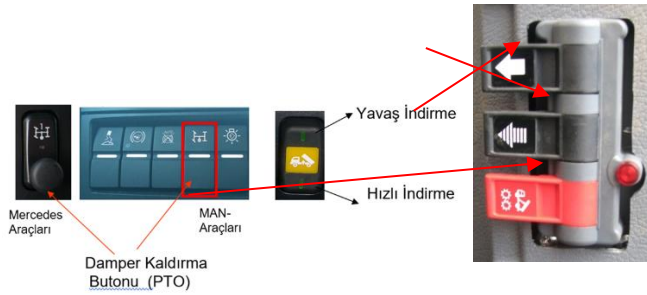 Yavaş İndirme
Hızlı İndirme
Mercedes
Araçları
MAN-
Araçları
Damper Kaldırma
Butonu (PTO)